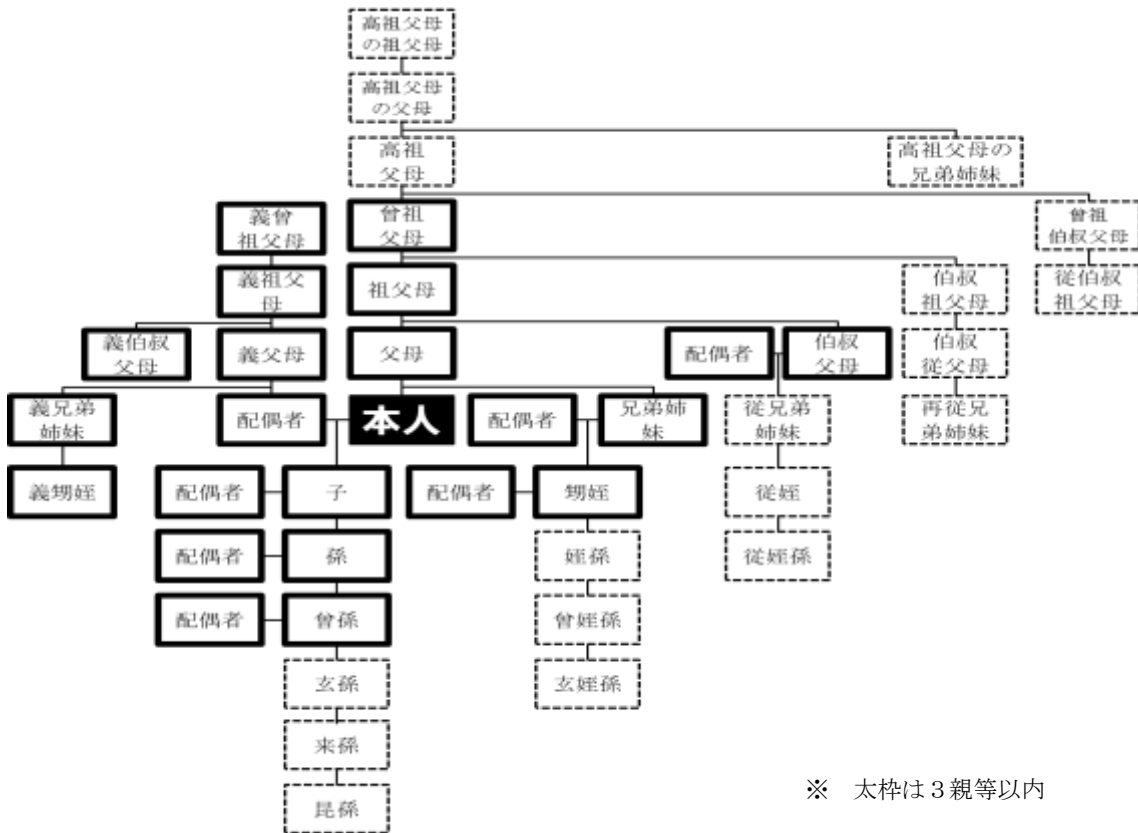 高祖父母
の祖父母
高祖父母
の父母
高祖
父母
高祖父母の
兄弟姉妹
義曾
祖父母
曾祖
父母
曾祖
伯叔父母
義祖父
母
祖父母
伯叔
祖父母
従伯叔
祖父母
義伯叔
父母
義父母
父母
配偶者
伯叔
父母
伯叔
従父母
義兄弟
姉妹
配偶者
本人
配偶者
兄弟姉
妹
従兄弟
姉妹
再従兄
弟姉妹
義甥姪
配偶者
子
配偶者
甥姪
従姪
配偶者
孫
姪孫
従姪孫
配偶者
曾孫
曾姪孫
玄孫
玄姪孫
来孫
昆孫
※ 太枠は3親等以内